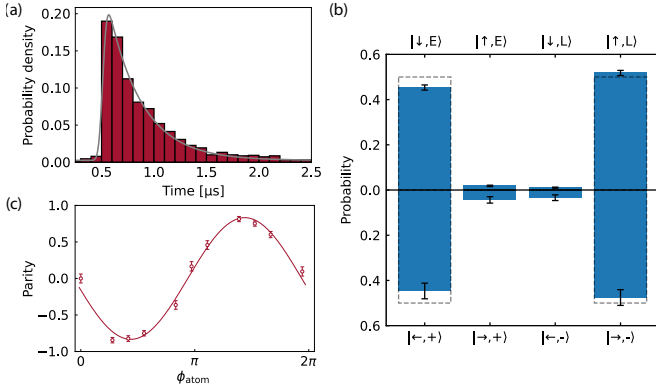 (a)
Probability density
0.20
0.15
0.10
0.05
0.00
0.5 1.0 1.5 2.0 2.5
Time [μs]
(c)
Parity
1.0
0.5
0.0
−0.5
−1.0
0 π 2π
ϕatom
(b)
|↓,E⟩ |↑,E⟩ |↓,L⟩ |↑,L⟩
Probability
0.6
0.4
0.2
0.0
0.2
0.4
0.6
|←,+⟩ |→,+⟩ |←,-⟩ |→,-⟩